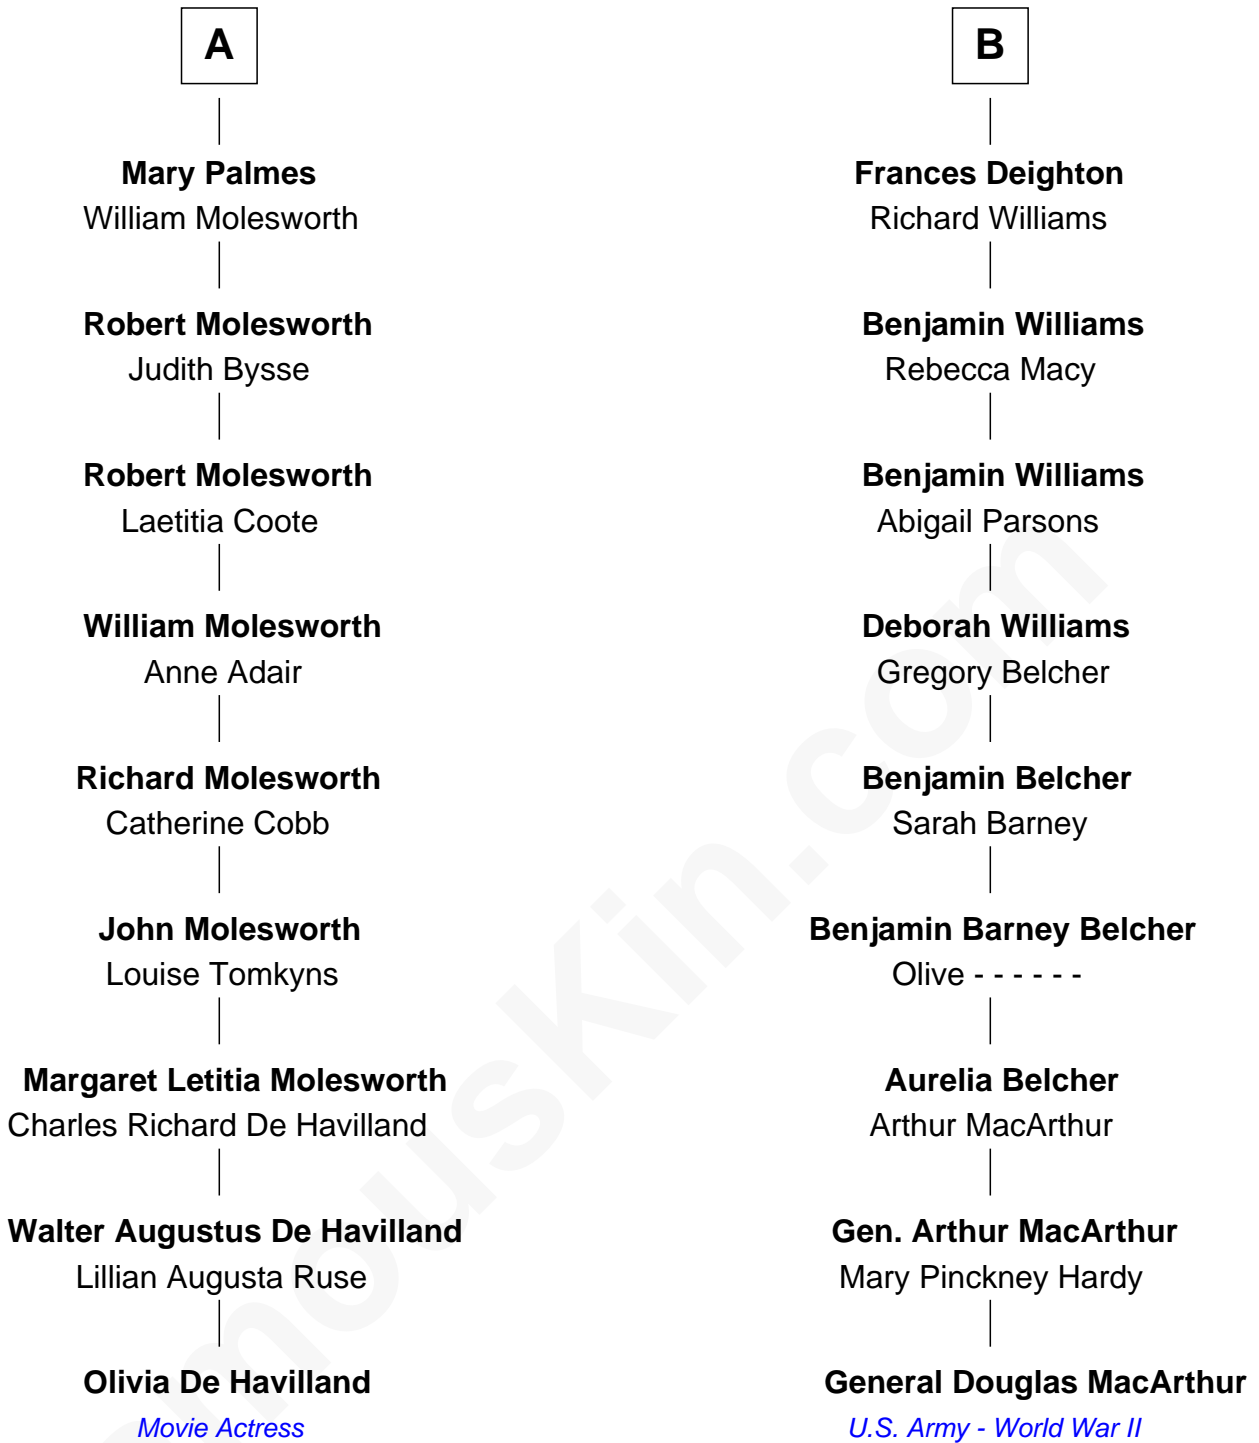 A
Mary Palmes
William Molesworth
Robert Molesworth
Judith Bysse
Robert Molesworth
Laetitia Coote
William Molesworth
Anne Adair
Richard Molesworth
Catherine Cobb
John Molesworth
Louise Tomkyns
Margaret Letitia Molesworth
Charles Richard De Havilland
Walter Augustus De Havilland
Lillian Augusta Ruse
Olivia De Havilland
Movie Actress
B
Frances Deighton
Richard Williams
Benjamin Williams
Rebecca Macy
Benjamin Williams
Abigail Parsons
Deborah Williams
Gregory Belcher
Benjamin Belcher
Sarah Barney
Benjamin Barney Belcher
Olive - - - - - -
Aurelia Belcher
Arthur MacArthur
Gen. Arthur MacArthur
Mary Pinckney Hardy
General Douglas MacArthur
U.S. Army - World War II
mousKin.com